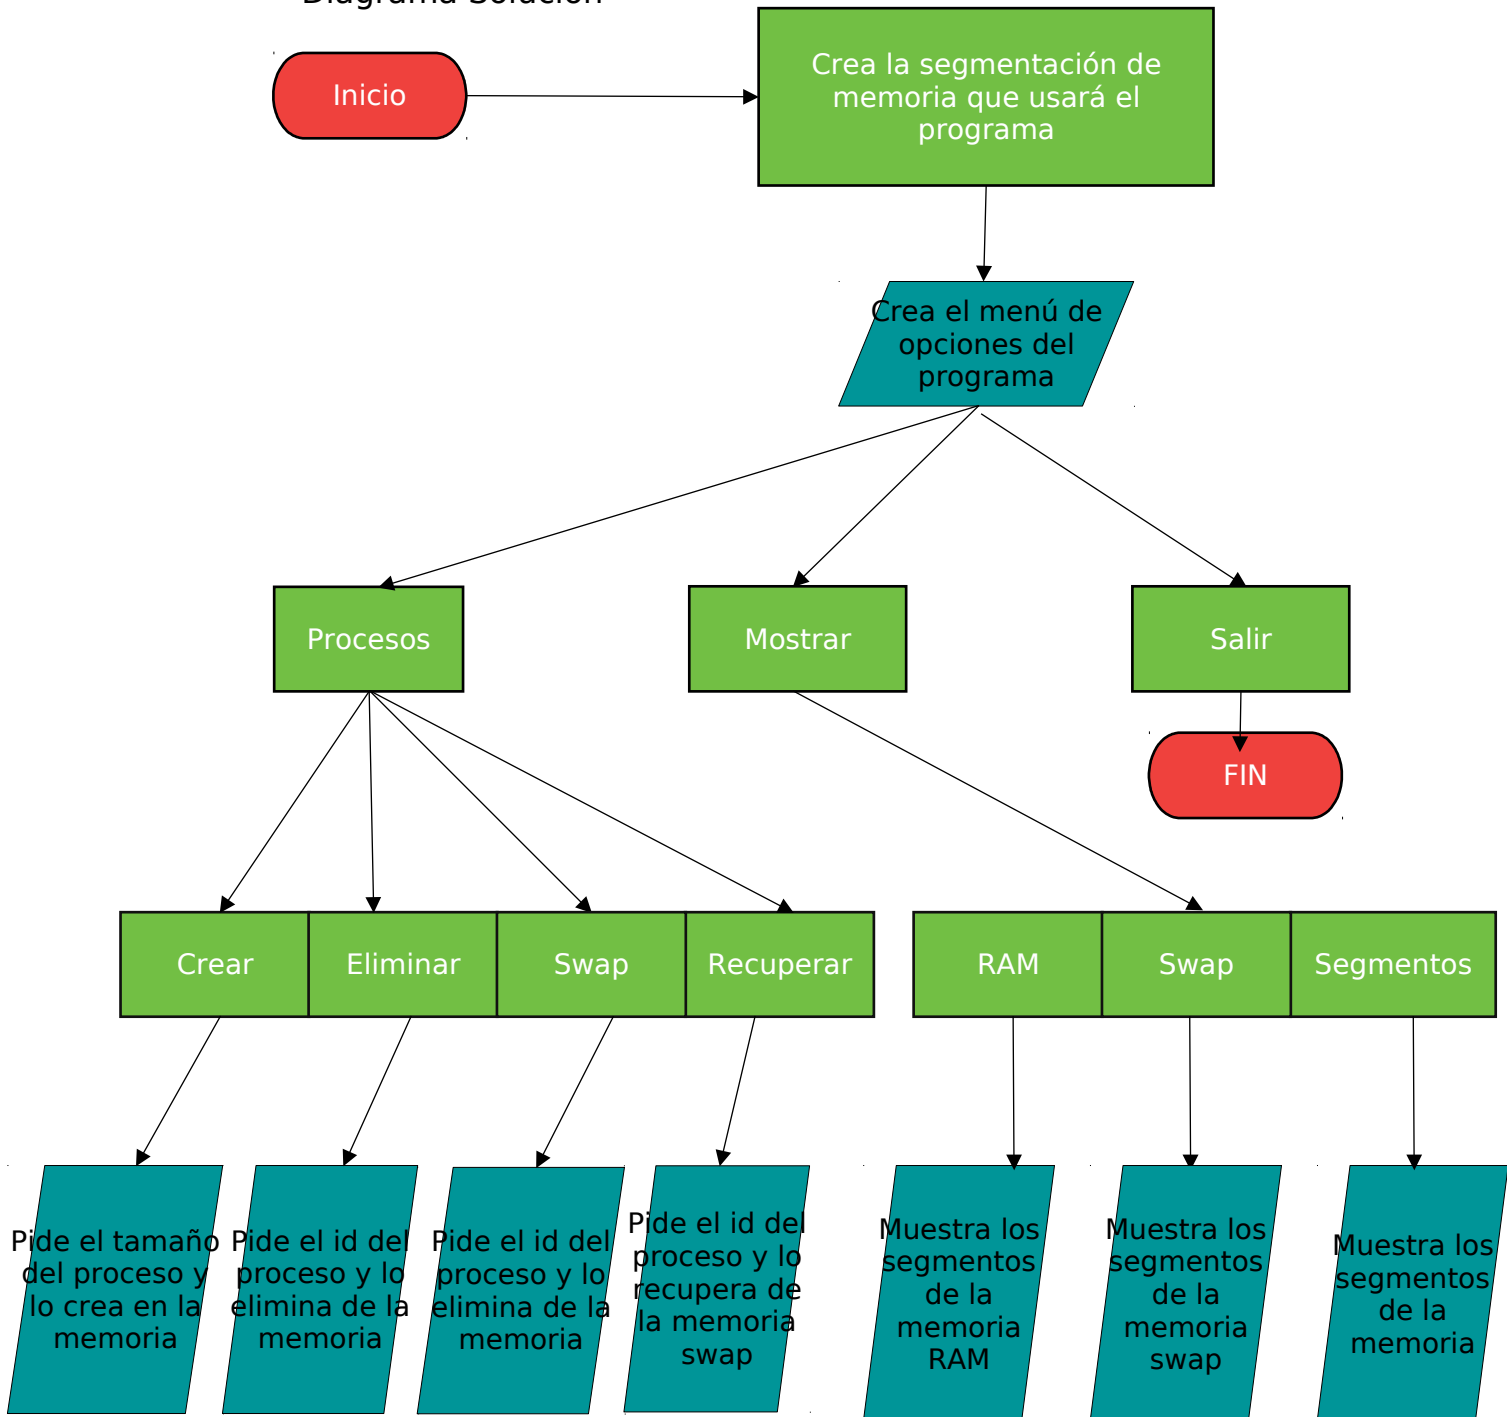 Diagrama Solución
Inicio
Crea la segmentación de
memoria que usará el
programa
Crea el menú de
opciones del
programa
Procesos
Mostrar
Salir
FIN
Crear
Eliminar
Swap
Recuperar
RAM
Swap
Segmentos
Pide el tamaño
del proceso y
lo crea en la
memoria
Pide el id del
proceso y lo
elimina de la
memoria
Pide el id del
proceso y lo
elimina de la
memoria
Pide el id del
proceso y lo
recupera de
la memoria
swap
Muestra los
segmentos
de la
memoria
RAM
Muestra los
segmentos
de la
memoria
swap
Muestra los
segmentos
de la
memoria